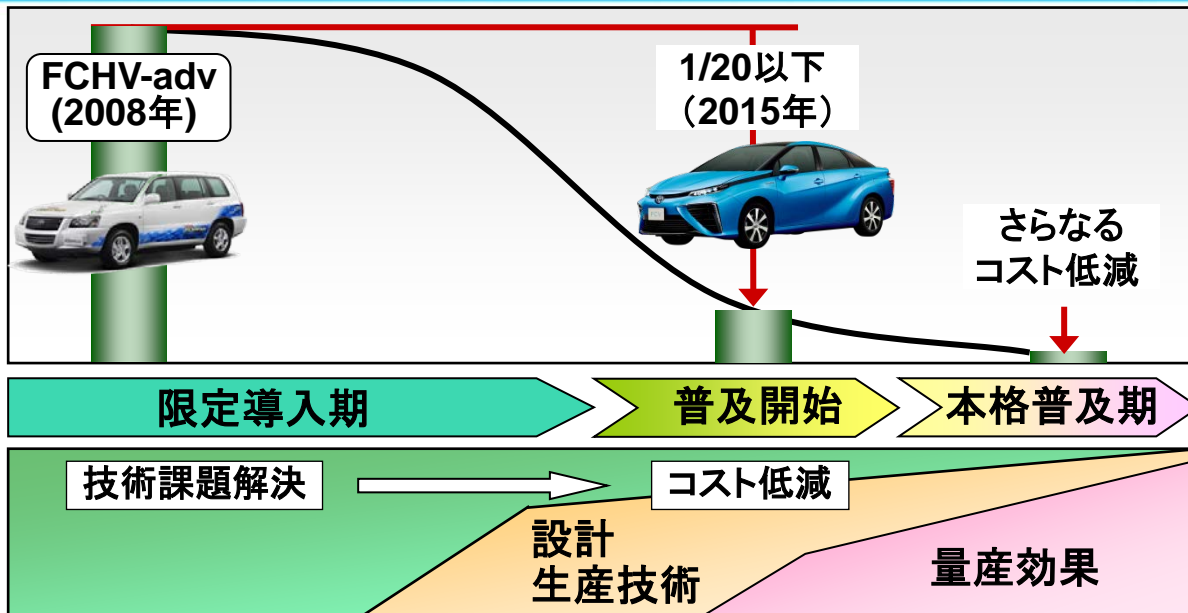 FCHV-adv
(2008年)
1/20以下
（2015年）
さらなる
コスト低減
限定導入期
普及開始
本格普及期
技術課題解決
コスト低減
設計
生産技術
量産効果